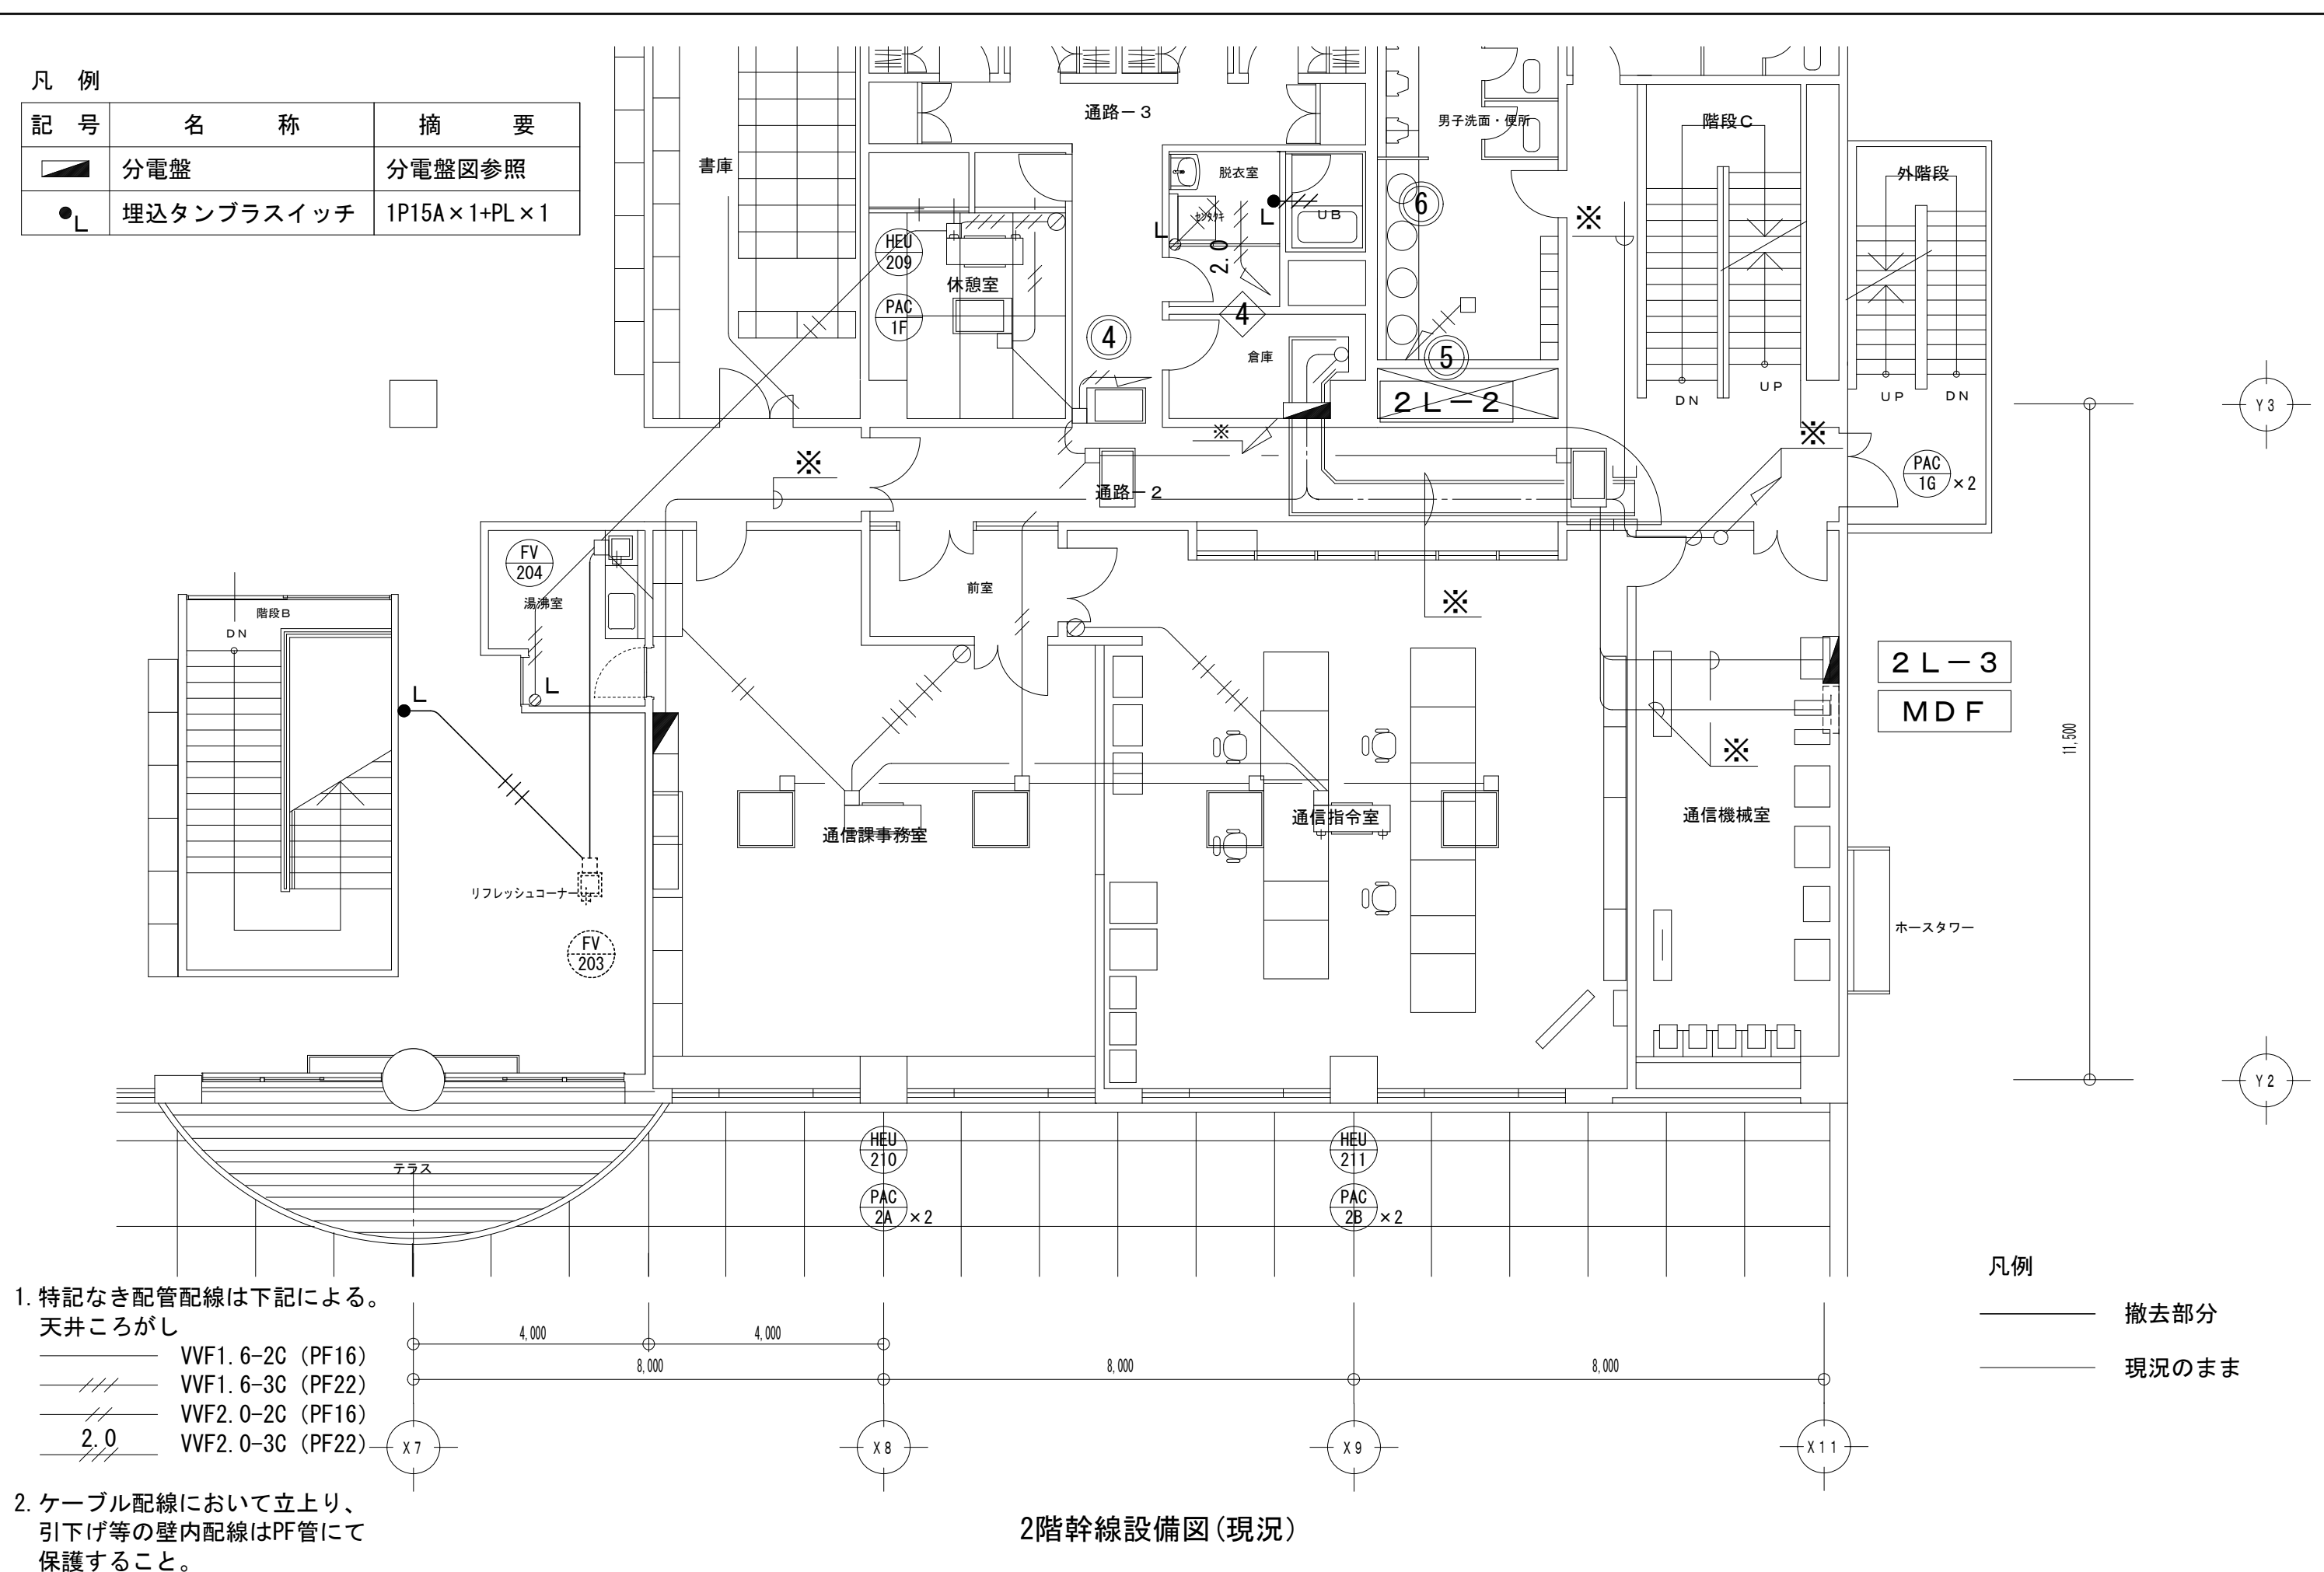 凡 例
記 号 名 称 摘 要
分電盤 分電盤図参照
L 埋込タンブラスイッチ 1P15A×1+PL×1
通路－3
男子洗面・便所
階段C
書庫
脱衣室
外階段
UB
L
L
6
※
HEU
209
休憩室
2.0
PAC
1F
4
4
倉庫
5
2L－2
DN
UP
UP
DN
Y3
※
※
※
通路－2
PAC
1G ×2
FV
204
湯沸室
前室
※
階段B
DN
L
L
2L－3
MDF
※
11,500
通信課事務室
通信指令室
通信機械室
リフレッシュコーナー
FV
203
ホースタワー
Y2
テラス
HEU
210
HEU
211
PAC
2A ×2
PAC
2B ×2
凡例
撤去部分
現況のまま
1.特記なき配管配線は下記による。
天井ころがし
VVF1.6-2C (PF16)
VVF1.6-3C (PF22)
VVF2.0-2C (PF16)
2.0 VVF2.0-3C (PF22)
4,000 4,000
8,000 8,000 8,000
X7 X8 X9 X11
2.ケーブル配線において立上り、
引下げ等の壁内配線はPF管にて
保護すること。
2階幹線設備図(現況)